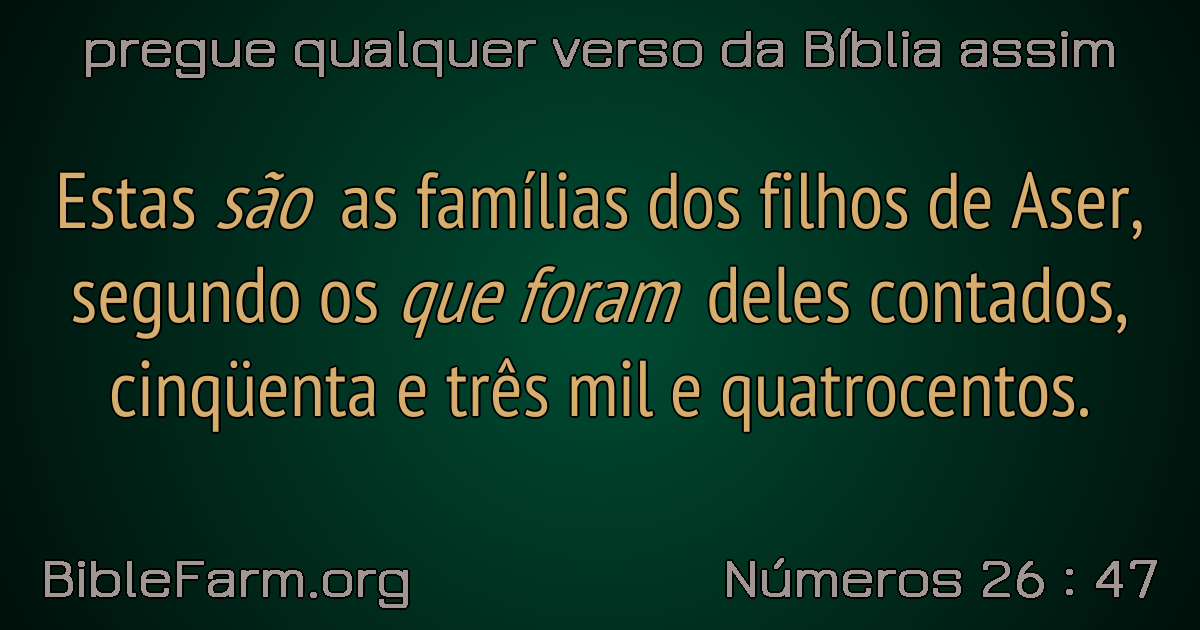 pregue qualquer verso da Bíblia assim
Estas são as famílias dos filhos de Aser,
segundo os que foram deles contados,
cinqüenta e três mil e quatrocentos.
BibleFarm.org
Números 26 : 47